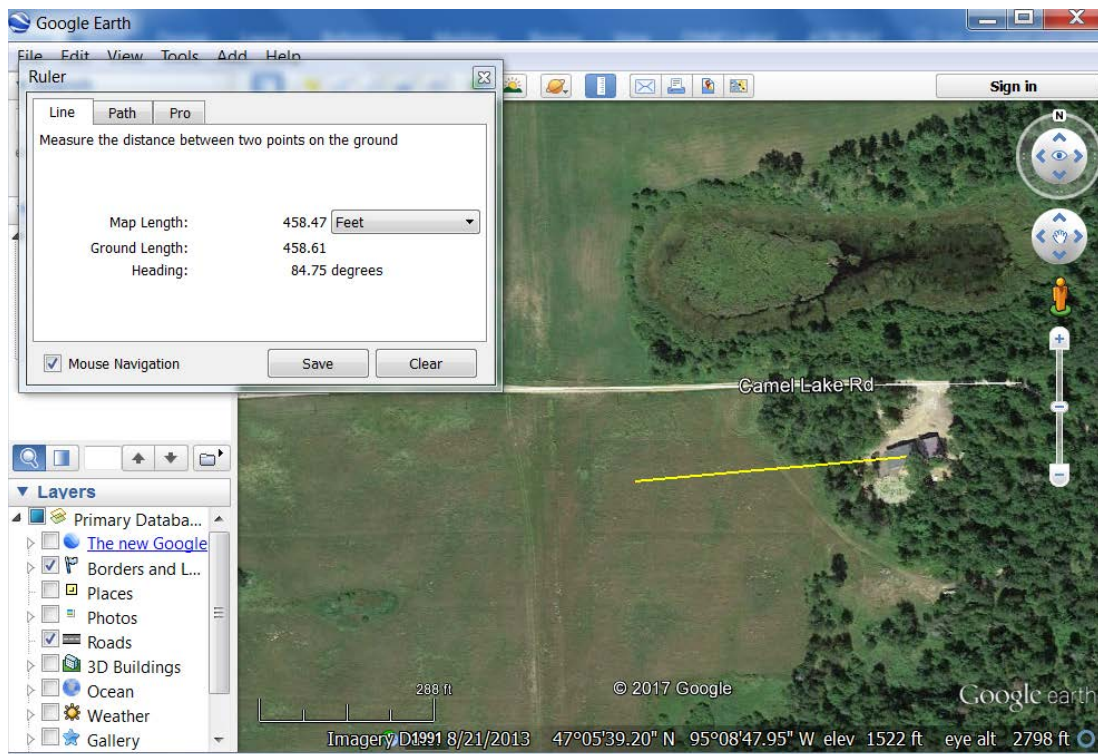 Google Earth
File Edit View Tools Add Help
Ruler
Sign in
Line Path Pro
Measure the distance between two points on the ground
Map Length: 458.47 Feet
Ground Length: 458.61
Heading: 84.75 degrees
Mouse Navigation Save Clear
N
Camel Lake Rd
Layers
Primary Databa...
The new Google
Borders and L...
Places
Photos
Roads
3D Buildings
Ocean
Weather
Gallery
288 ft
© 2017 Google
Google earth
1991
Imagery Date: 8/21/2013 47°05'39.20" N 95°08'47.95" W elev 1522 ft eye alt 2798 ft